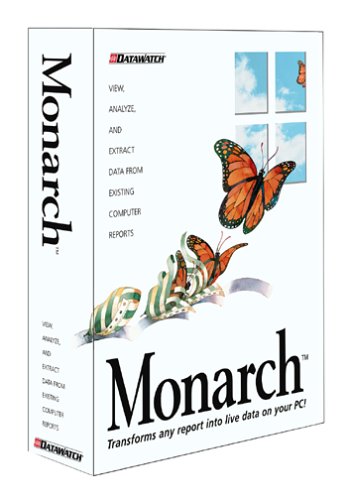 DATAWATCH
VIEW,
ANALYZE,
AND
EXTRACT
DATA FROM
EXISTING
COMPUTER
REPORTS
Monarch™
Transforms any report into live data on your PC!
Monarch™
VIEW,
ANALYZE,
AND
EXTRACT
DATA FROM
EXISTING
COMPUTER
REPORTS
DATAWATCH